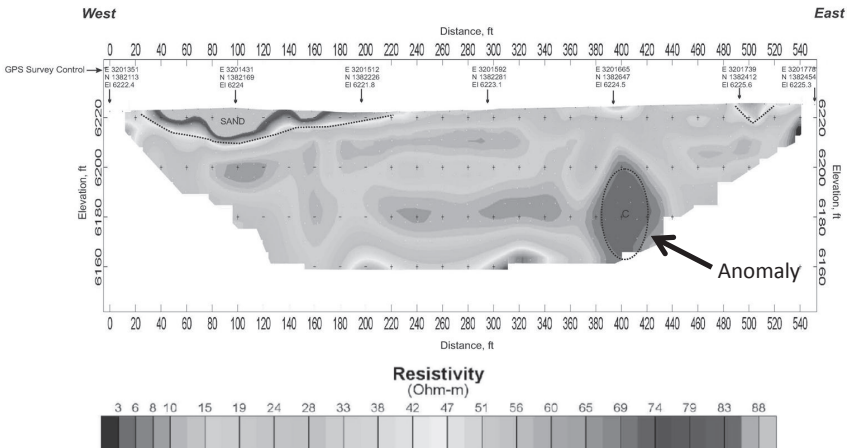 West East
Distance, ft
0 20 40 60 80 100 120 140 160 180 200 220 240 260 280 300 320 340 360 380 400 420 440 460 480 500 520 540
GPS Survey Control E 3201351 E 3201431 E 3201512 E 3201592 E 3201665 E 3201739 E 3201778
N 1382113 N 1382169 N 1382226 N 1382281 N 1382647 N 1382412 N 1382454
El 6222.4 El 6224 El 6221.8 El 6223.1 El 6224.5 El 6225.6 El 6225.3
6220 6220
SAND
6200 6200
Elevation, ft Elevation, ft
6180 6180
C
6160 6160
Anomaly
0 20 40 60 80 100 120 140 160 180 200 220 240 260 280 300 320 340 360 380 400 420 440 460 480 500 520 540
Distance, ft
Resistivity
(Ohm-m)
3 6 8 10 15 19 24 28 33 38 42 47 51 56 60 65 69 74 79 83 88